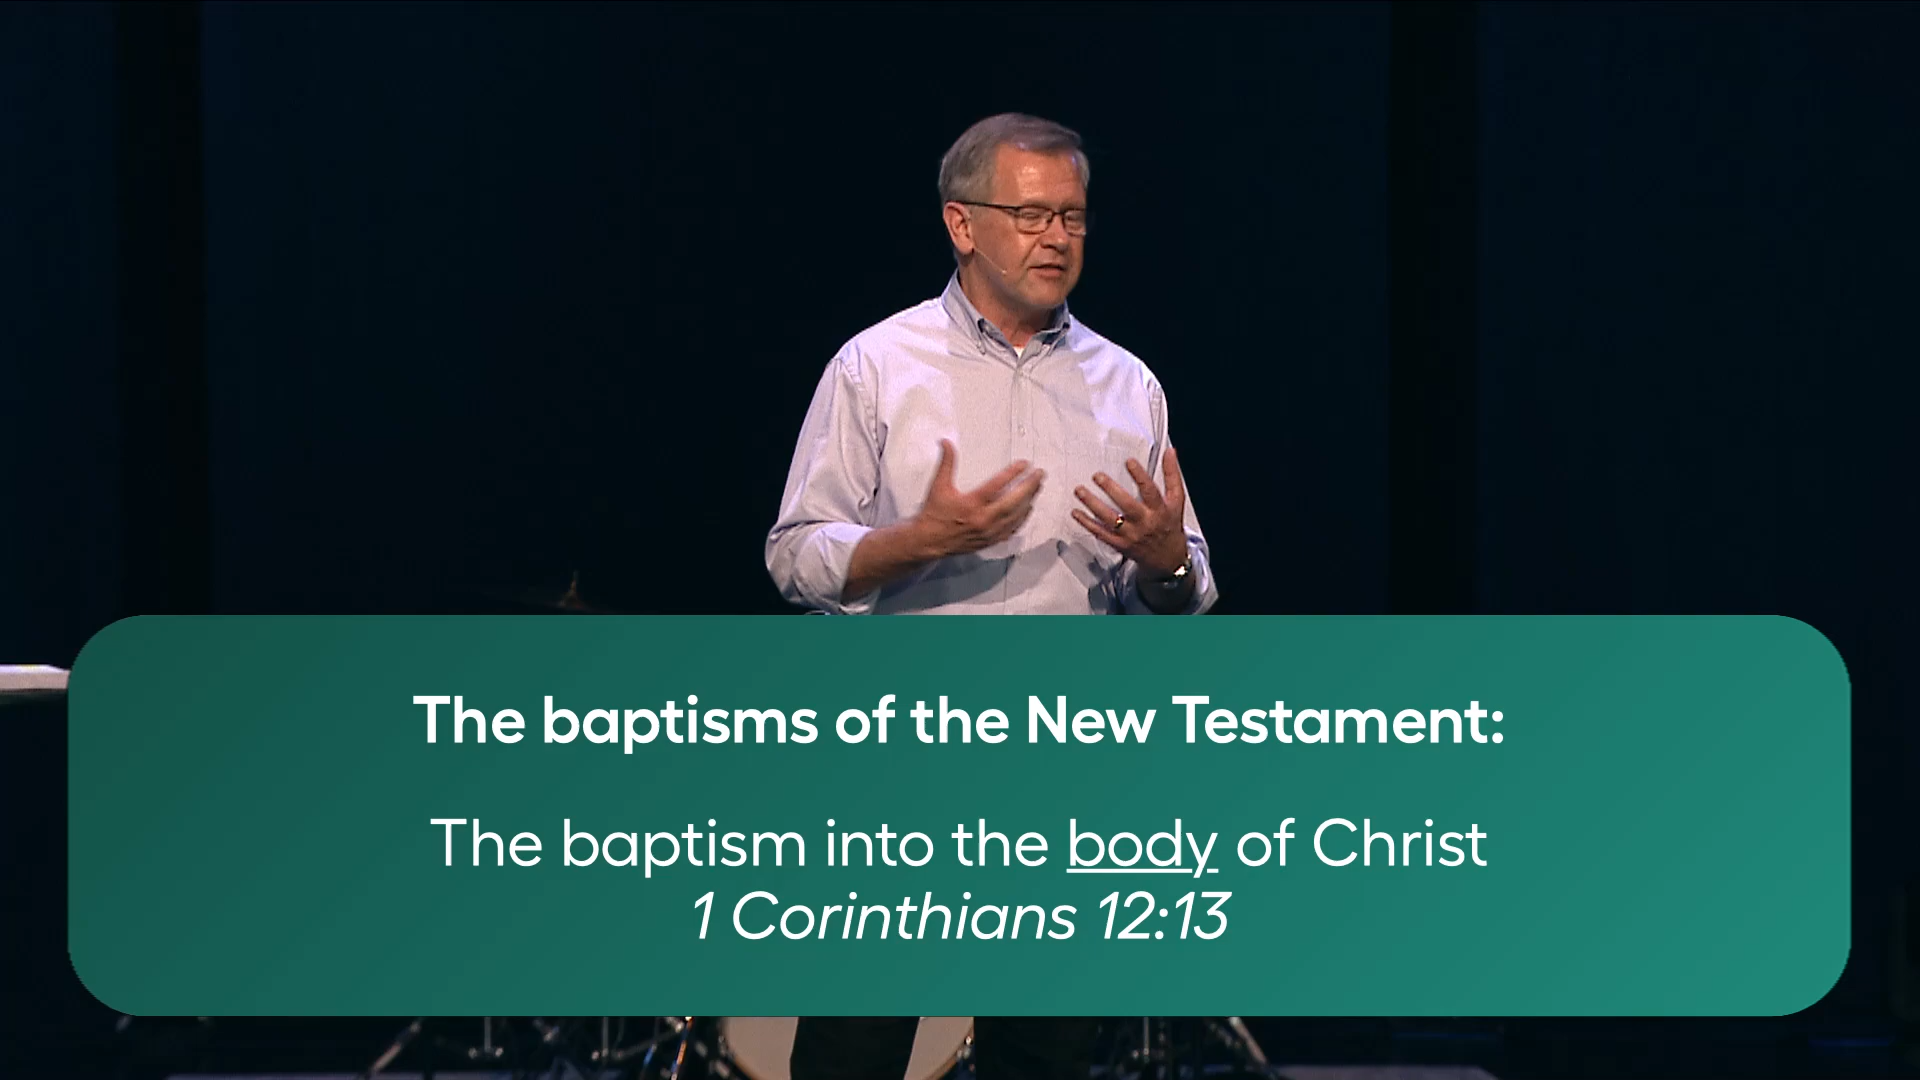 The baptisms of the New Testament:
The baptism into the body of Christ
1 Corinthians 12:13